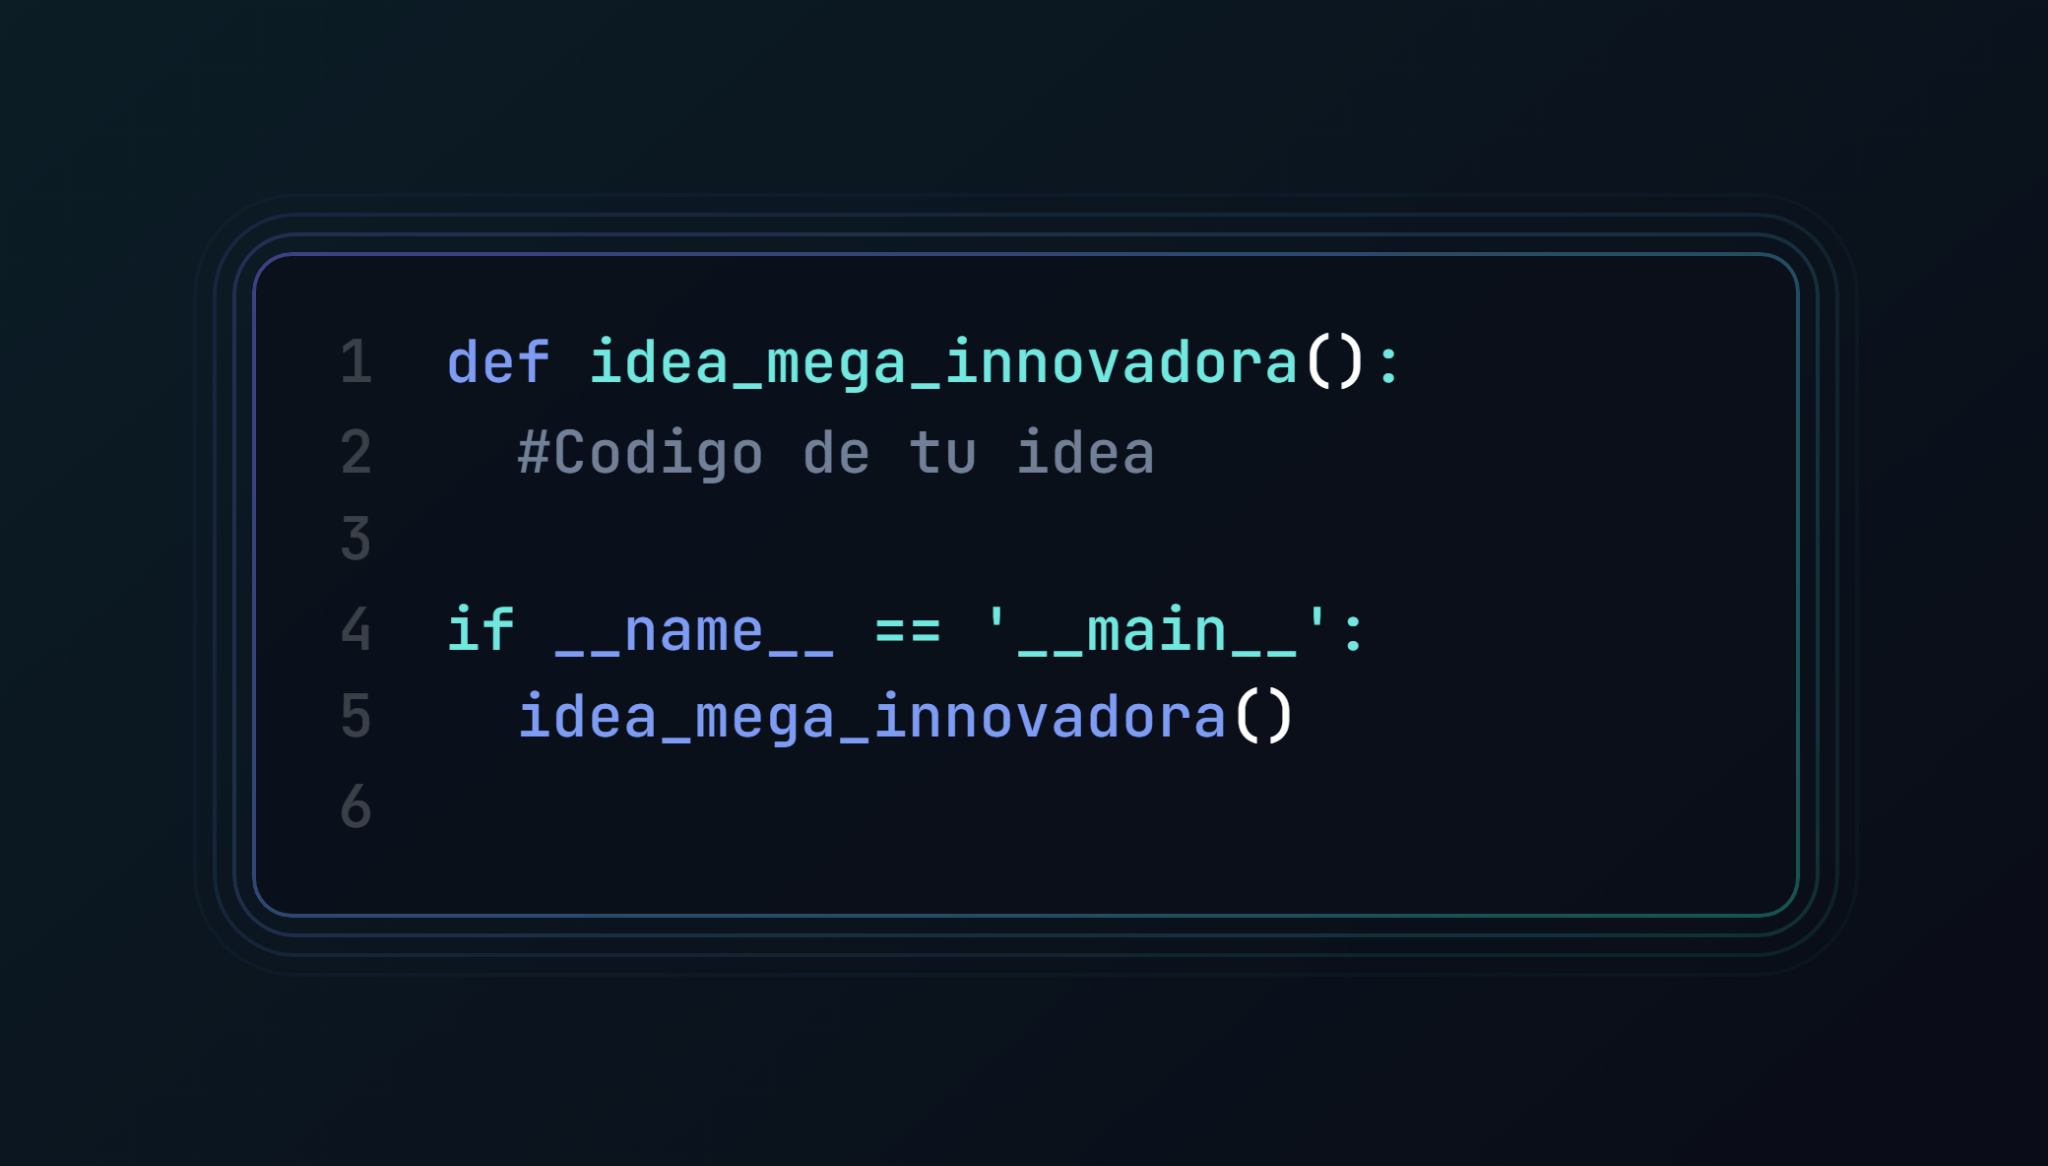 1 def idea_mega_innovadora():
2 #Codigo de tu idea
3
4 if __name__ == '__main__':
5 idea_mega_innovadora()
6